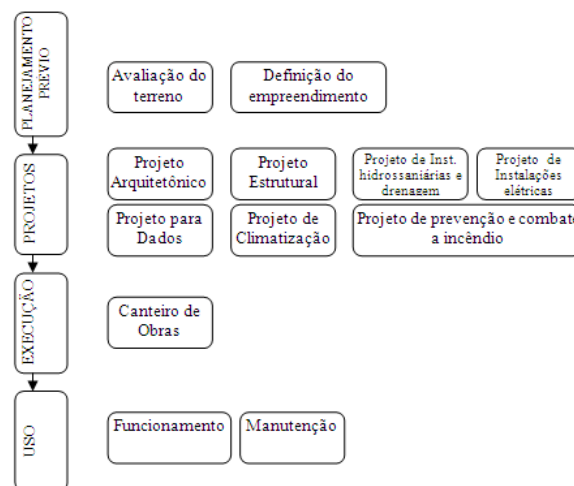 PLANEJAMENTO
PRÉVIO
Avaliação do
terreno
Definição do
empreendimento
PROJETOS
Projeto
Arquitetônico
Projeto
Estrutural
Projeto de Inst.
hidrossaniárias e
drenagem
Projeto de
Instalações
elétricas
Projeto para
Dados
Projeto de
Climatização
Projeto de prevenção e combate
a incêndio
EXECUÇÃO
Canteiro de
Obras
USO
Funcionamento
Manutenção